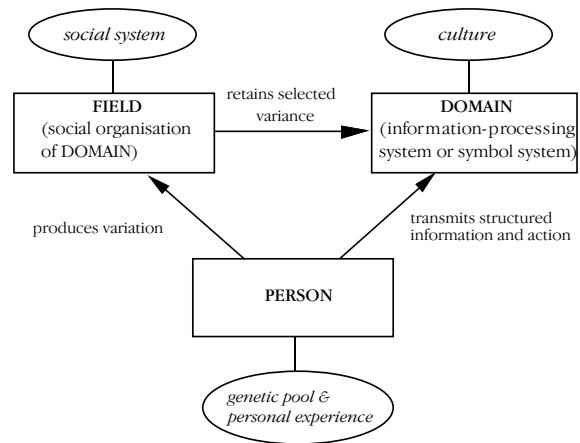 social system
culture
FIELD
(social organisation
of DOMAIN)
retains selected
variance
DOMAIN
(information-processing
system or symbol system)
produces variation
transmits structured
information and action
PERSON
genetic pool &
personal experience